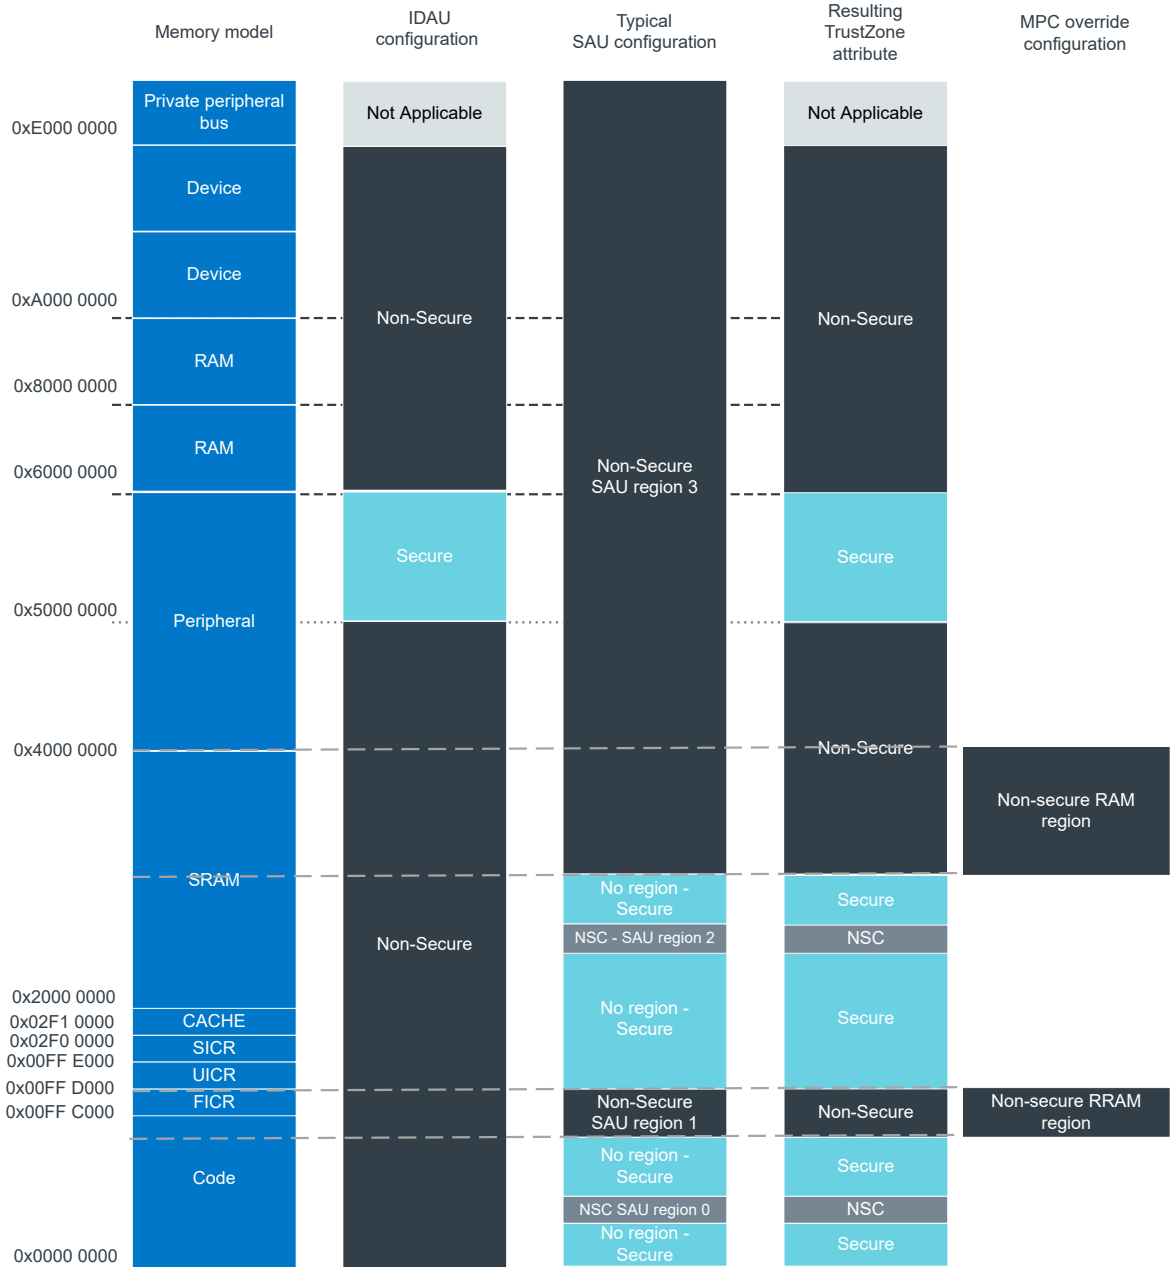 Memory model
IDAU
configuration
Typical
SAU configuration
Resulting
TrustZone
attribute
MPC override
configuration
0xE000 0000
0xA000 0000
0x8000 0000
0x6000 0000
0x5000 0000
0x4000 0000
0x2000 0000
0x02F1 0000
0x02F0 0000
0x00FF E000
0x00FF D000
0x00FF C000
0x0000 0000
Private peripheral
bus
Device
Device
RAM
RAM
Peripheral
SRAM
CACHE
SICR
UICR
FICR
Code
Not Applicable
Non-Secure
Secure
Non-Secure
Non-Secure
SAU region 3
No region -
Secure
NSC - SAU region 2
No region -
Secure
Non-Secure
SAU region 1
No region -
Secure
NSC SAU region 0
No region -
Secure
Not Applicable
Non-Secure
Secure
Non-Secure
Secure
NSC
Secure
Non-Secure
Secure
NSC
Secure
Non-secure RAM
region
Non-secure RRAM
region